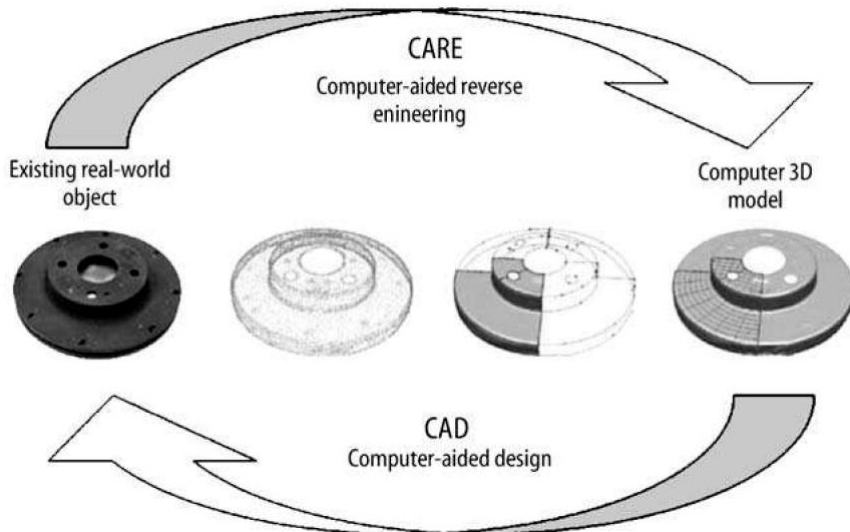 CARE
Computer-aided reverse
enineering
Existing real-world
object
Computer 3D
model
CAD
Computer-aided design